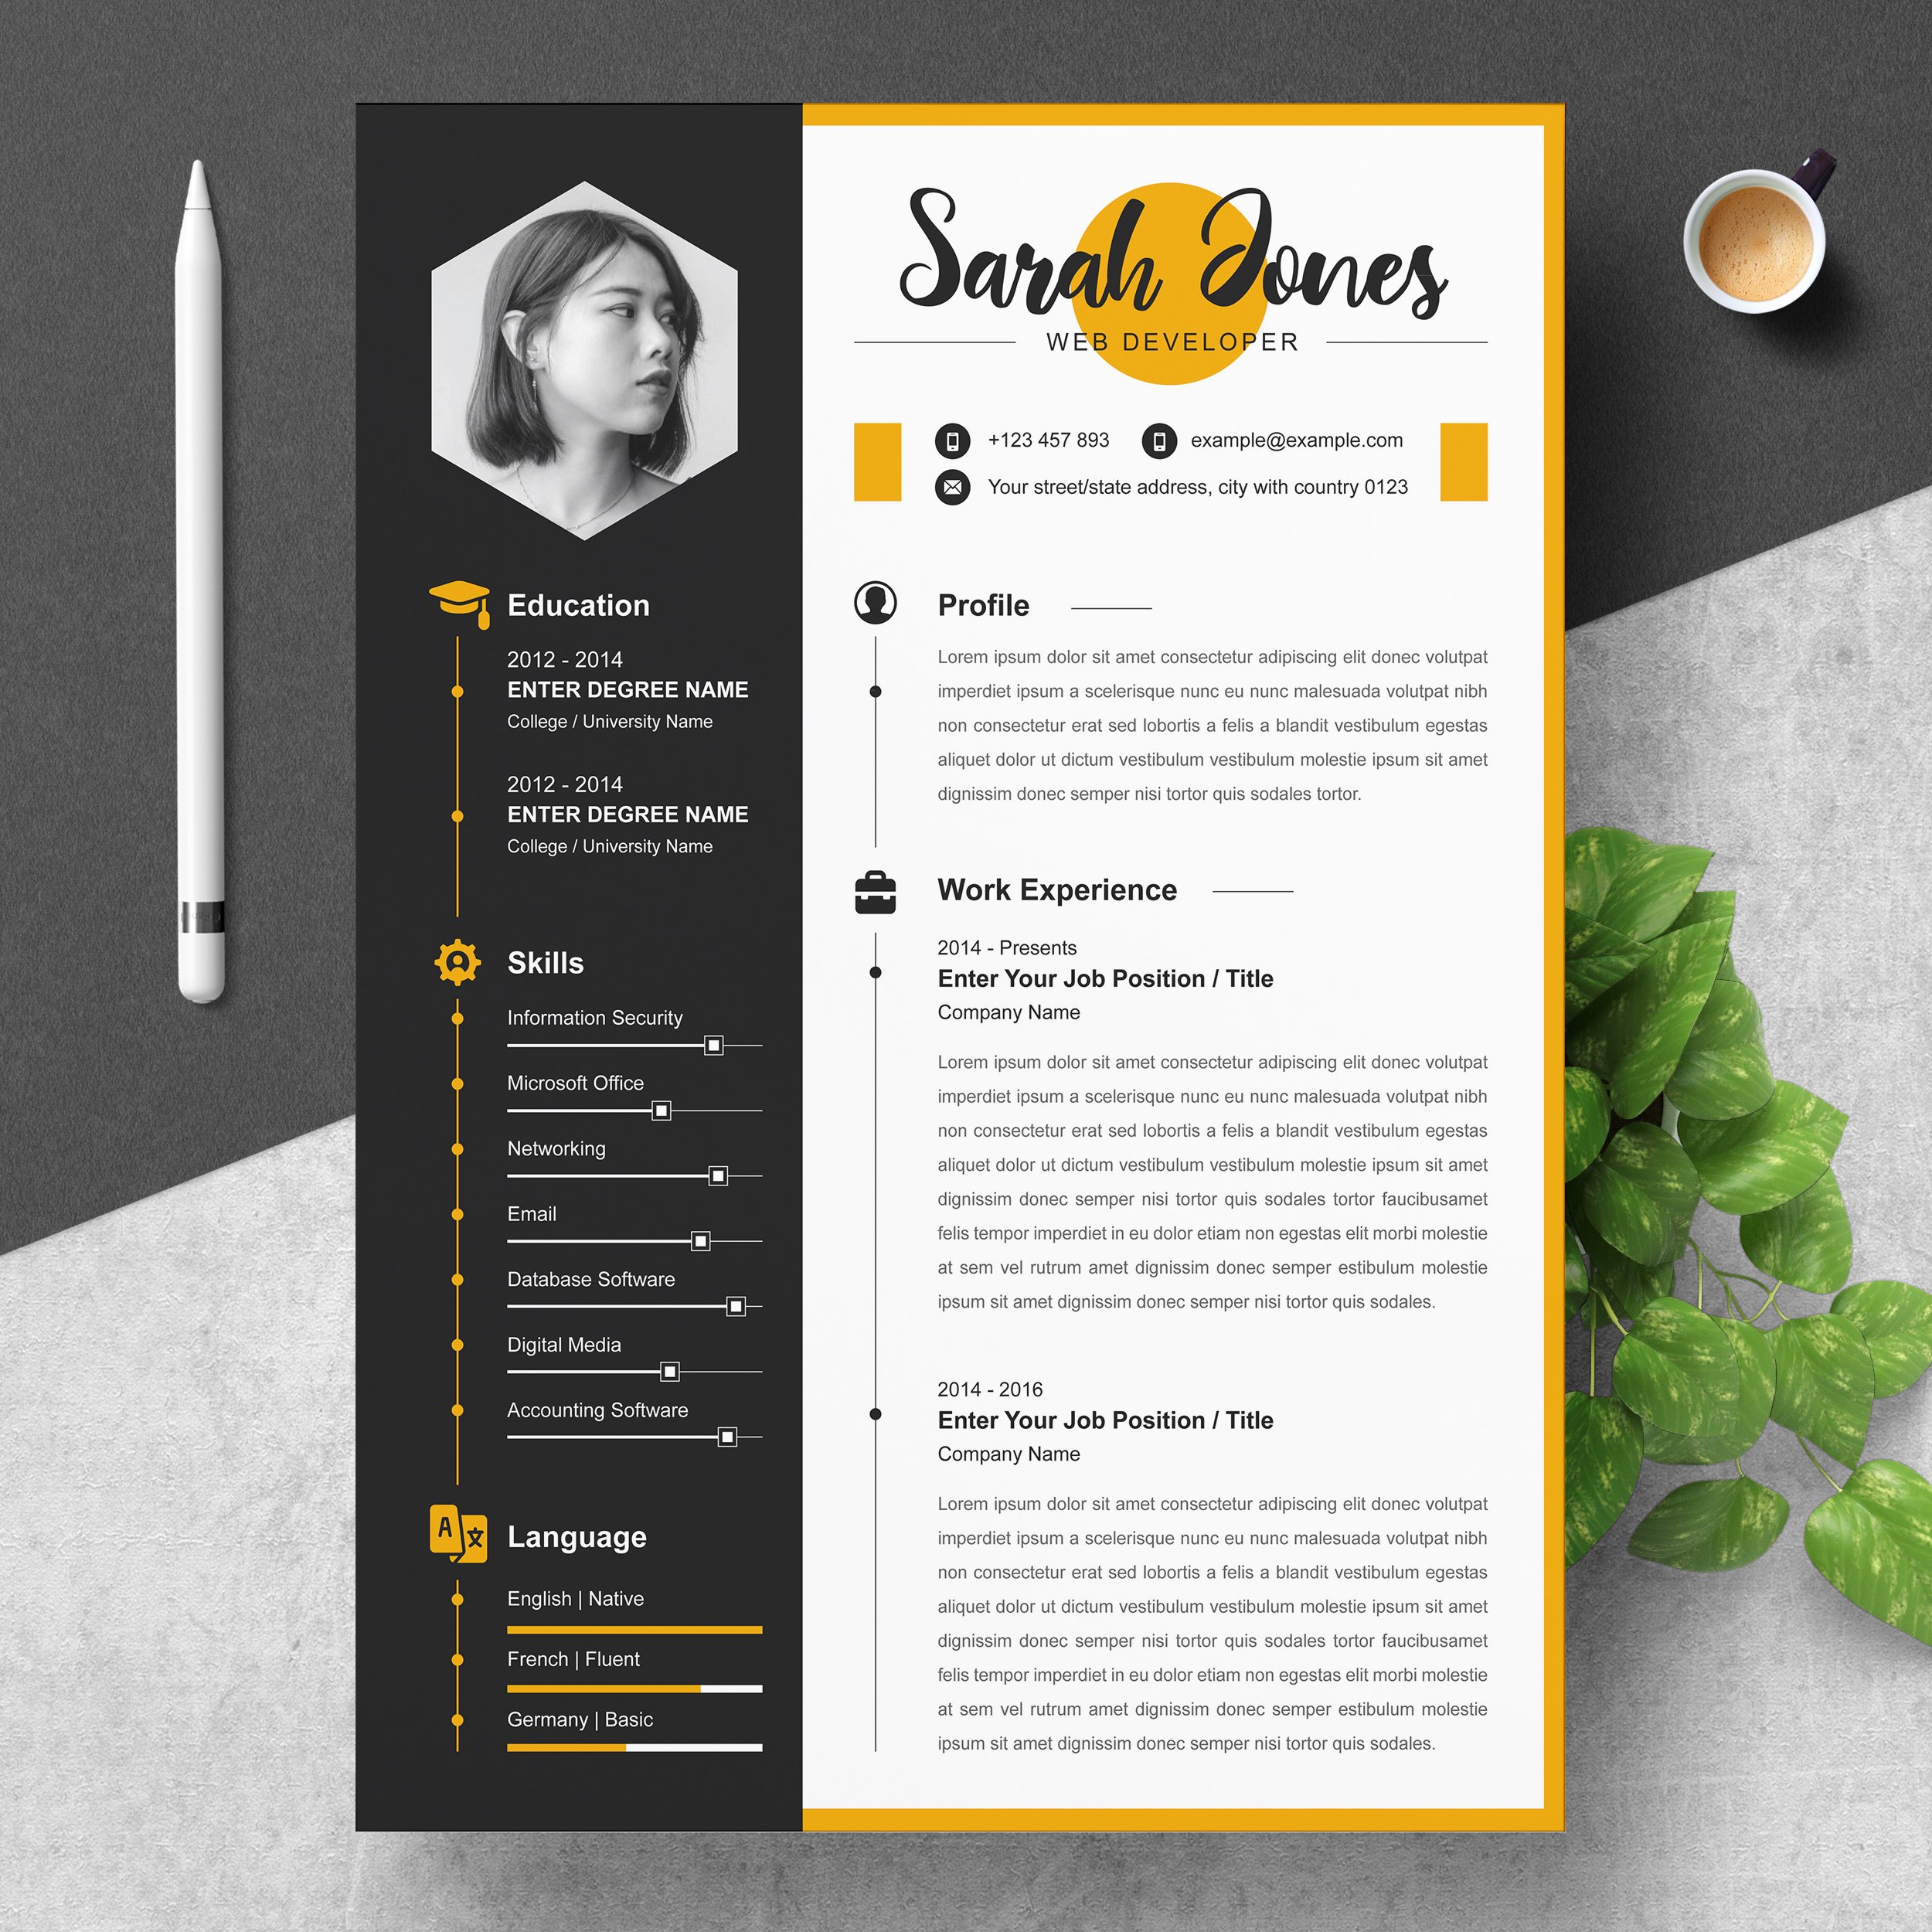 Sarah Jones
WEB DEVELOPER
+123 457 893
example@example.com
Your street/state address, city with country 0123
Education
2012 - 2014
ENTER DEGREE NAME
College / University Name
2012 - 2014
ENTER DEGREE NAME
College / University Name
Skills
Information Security
Microsoft Office
Networking
Email
Database Software
Digital Media
Accounting Software
A 文
Language
English | Native
French | Fluent
Germany | Basic
Profile
Lorem ipsum dolor sit amet consectetur adipiscing elit donec volutpat
imperdiet ipsum a scelerisque nunc eu nunc malesuada volutpat nibh
non consectetur erat sed lobortis a felis a blandit vestibulum egestas
aliquet dolor ut dictum vestibulum vestibulum molestie ipsum sit amet
dignissim donec semper nisi tortor quis sodales tortor.
Work Experience
2014 - Presents
Enter Your Job Position / Title
Company Name
Lorem ipsum dolor sit amet consectetur adipiscing elit donec volutpat
imperdiet ipsum a scelerisque nunc eu nunc malesuada volutpat nibh
non consectetur erat sed lobortis a felis a blandit vestibulum egestas
aliquet dolor ut dictum vestibulum vestibulum molestie ipsum sit amet
dignissim donec semper nisi tortor quis sodales tortor faucibusamet
felis tempor imperdiet in eu dolor etiam non egestas elit morbi molestie
at sem vel rutrum amet dignissim donec semper estibulum molestie
ipsum sit amet dignissim donec semper nisi tortor quis sodales.
2014 - 2016
Enter Your Job Position / Title
Company Name
Lorem ipsum dolor sit amet consectetur adipiscing elit donec volutpat
imperdiet ipsum a scelerisque nunc eu nunc malesuada volutpat nibh
non consectetur erat sed lobortis a felis a blandit vestibulum egestas
aliquet dolor ut dictum vestibulum vestibulum molestie ipsum sit amet
dignissim donec semper nisi tortor quis sodales tortor faucibusamet
felis tempor imperdiet in eu dolor etiam non egestas elit morbi molestie
at sem vel rutrum amet dignissim donec semper estibulum molestie
ipsum sit amet dignissim donec semper nisi tortor quis sodales.